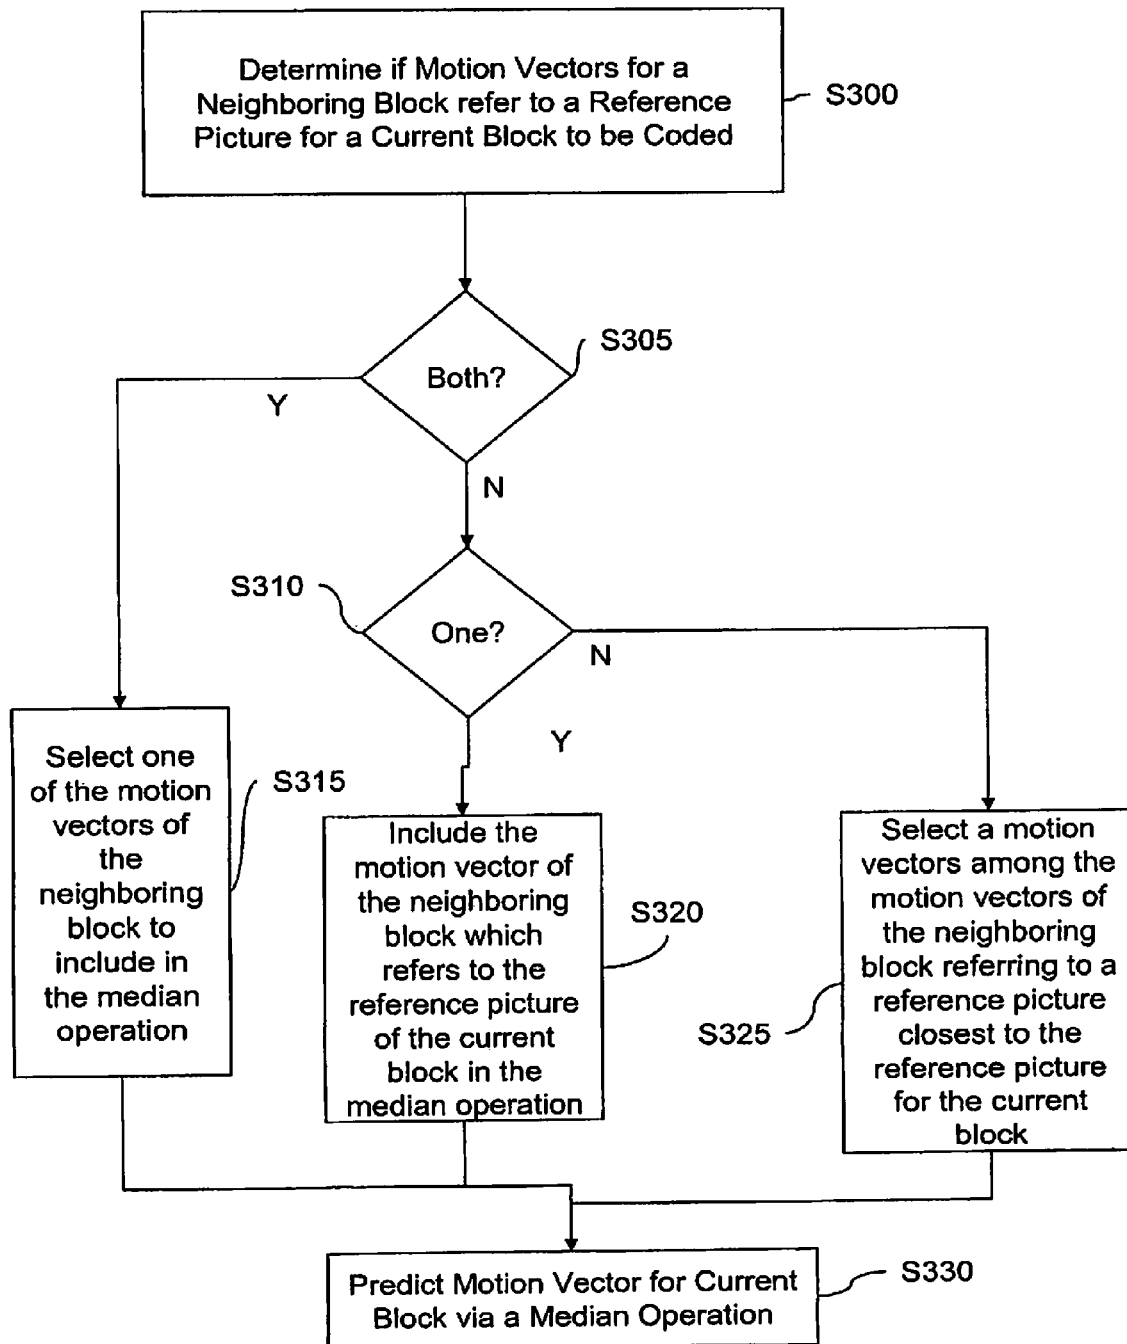 Determine if Motion Vectors for a
Neighboring Block refer to a Reference
Picture for a Current Block to be Coded
S300
Both?
S305
Y
N
S310
One?
N
Y
Select one
of the motion
vectors of
the
neighboring
block to
include in
the median
operation
S315
Include the
motion vector of
the neighboring
block which
refers to the
reference picture
of the current
block in the
median operation
S320
Select a motion
vectors among the
motion vectors of
the neighboring
block referring to a
reference picture
closest to the
reference picture
for the current
block
S325
Predict Motion Vector for Current
Block via a Median Operation
S330